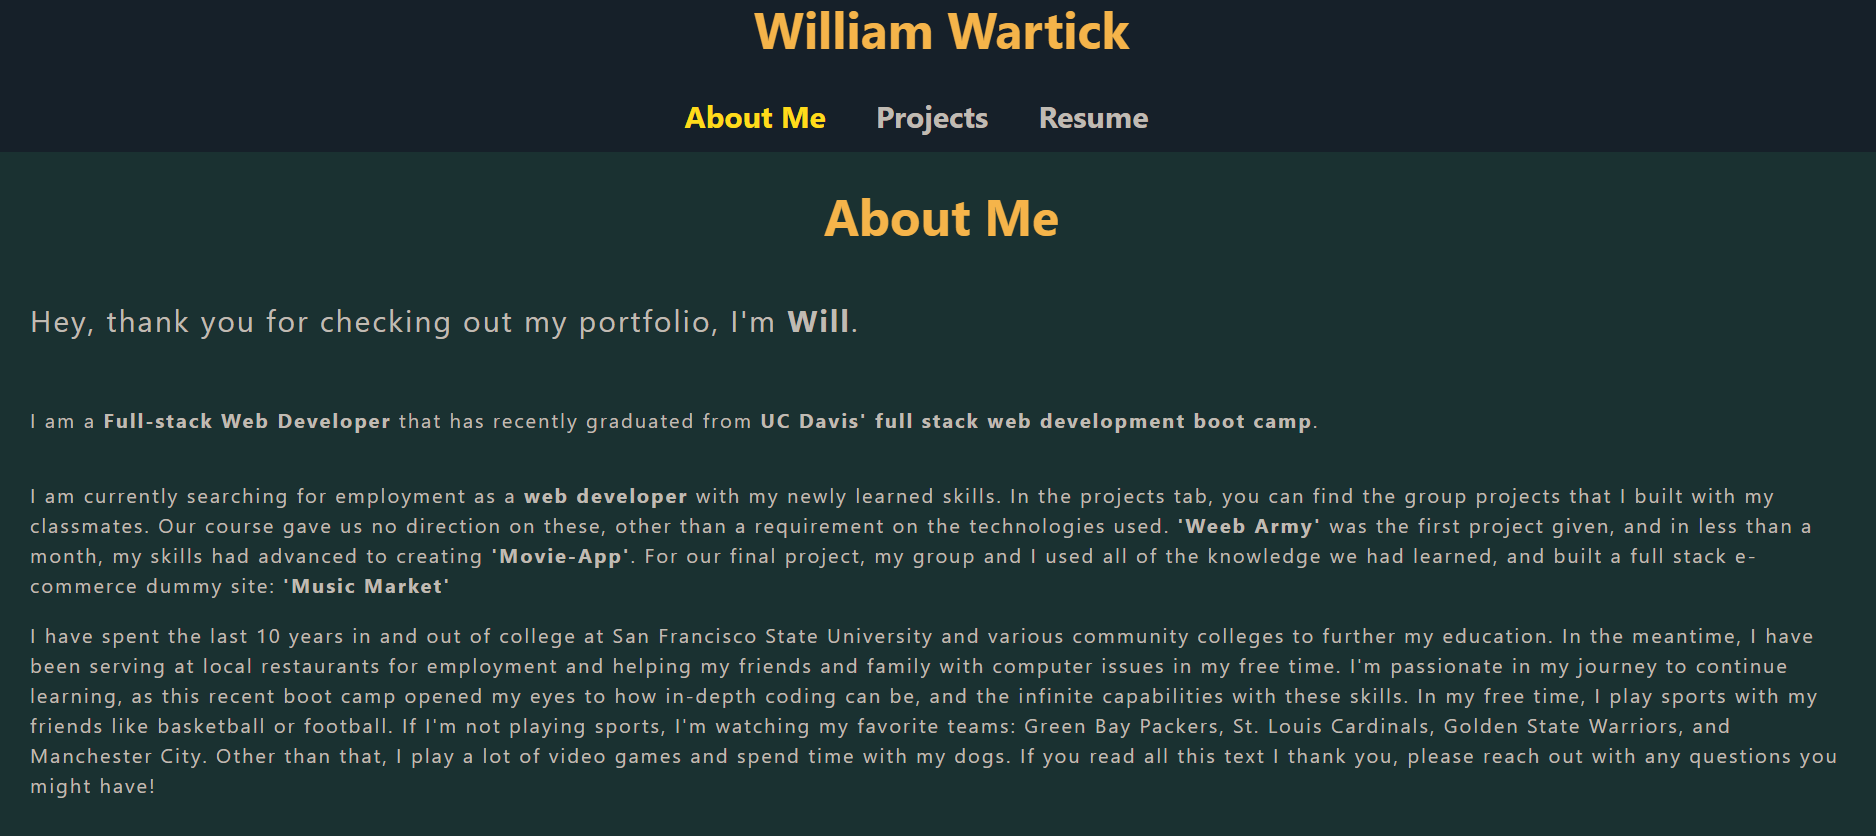 William Wartick
About Me Projects Resume
About Me
Hey, thank you for checking out my portfolio, I'm Will.
I am a Full-stack Web Developer that has recently graduated from UC Davis' full stack web development boot camp.
I am currently searching for employment as a web developer with my newly learned skills. In the projects tab, you can find the group projects that I built with my
classmates. Our course gave us no direction on these, other than a requirement on the technologies used. 'Weeb Army' was the first project given, and in less than a
month, my skills had advanced to creating 'Movie-App'. For our final project, my group and I used all of the knowledge we had learned, and built a full stack e-
commerce dummy site: 'Music Market'
I have spent the last 10 years in and out of college at San Francisco State University and various community colleges to further my education. In the meantime, I have
been serving at local restaurants for employment and helping my friends and family with computer issues in my free time. I'm passionate in my journey to continue
learning, as this recent boot camp opened my eyes to how in-depth coding can be, and the infinite capabilities with these skills. In my free time, I play sports with my
friends like basketball or football. If I'm not playing sports, I'm watching my favorite teams: Green Bay Packers, St. Louis Cardinals, Golden State Warriors, and
Manchester City. Other than that, I play a lot of video games and spend time with my dogs. If you read all this text I thank you, please reach out with any questions you
might have!